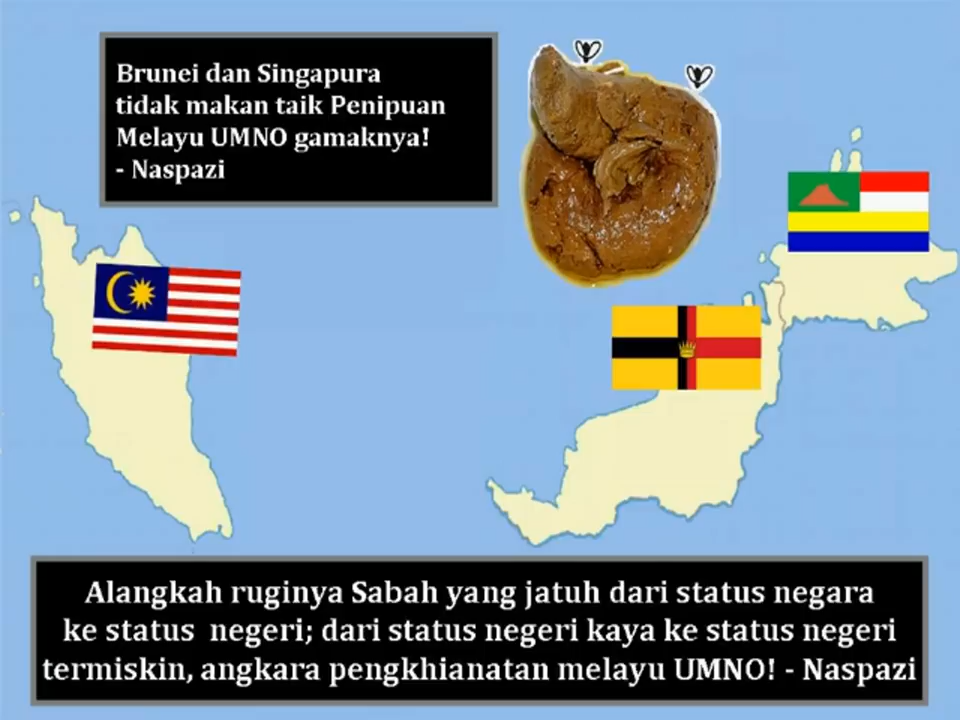 Brunei dan Singapura
tidak makan taik Penipuan
Melayu UMNO gamaknya!
- Naspazi
Alangkah ruginya Sabah yang jatuh dari status negara
ke status negeri; dari status negeri kaya ke status negeri
termiskin, angkara pengkhianatan melayu UMNO! - Naspazi